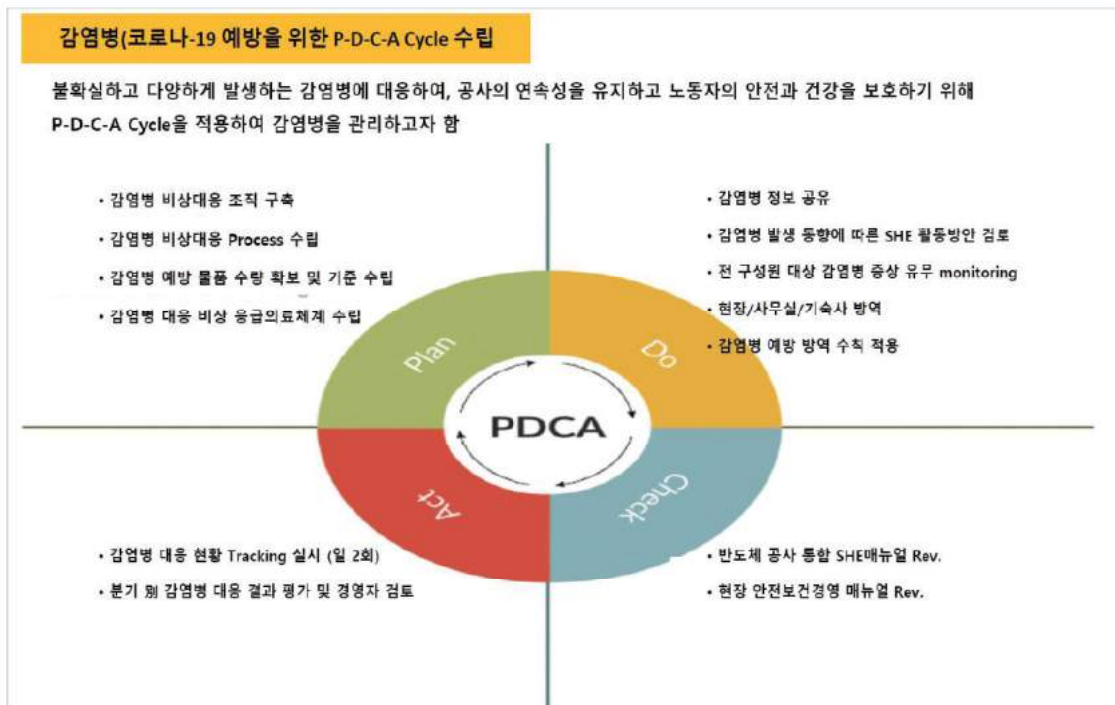 감염병(코로나-19 예방을 위한 P-D-C-A Cycle 수립
불확실하고 다양하게 발생하는 감염병에 대응하여, 공사의 연속성을 유지하고 노동자의 안전과 건강을 보호하기 위해
P-D-C-A Cycle을 적용하여 감염병을 관리하고자 함
• 감염병 비상대응 조직 구축
• 감염병 비상대응 Process 수립
• 감염병 예방 물품 수량 확보 및 기준 수립
• 감염병 대응 비상 응급의료체계 수립
• 감염병 정보 공유
• 감염병 발생 동향에 따른 SHE 활동방안 검토
• 전 구성원 대상 감염병 증상 유무 monitoring
• 현장/사무실/기숙사 방역
• 감염병 예방 방역 수칙 적용
Plan
Do
PDCA
Act
Check
• 감염병 대응 현황 Tracking 실시 (일 2회)
• 분기 別 감염병 대응 결과 평가 및 경영자 검토
• 반도체 공사 통합 SHE매뉴얼 Rev.
• 현장 안전보건경영 매뉴얼 Rev.